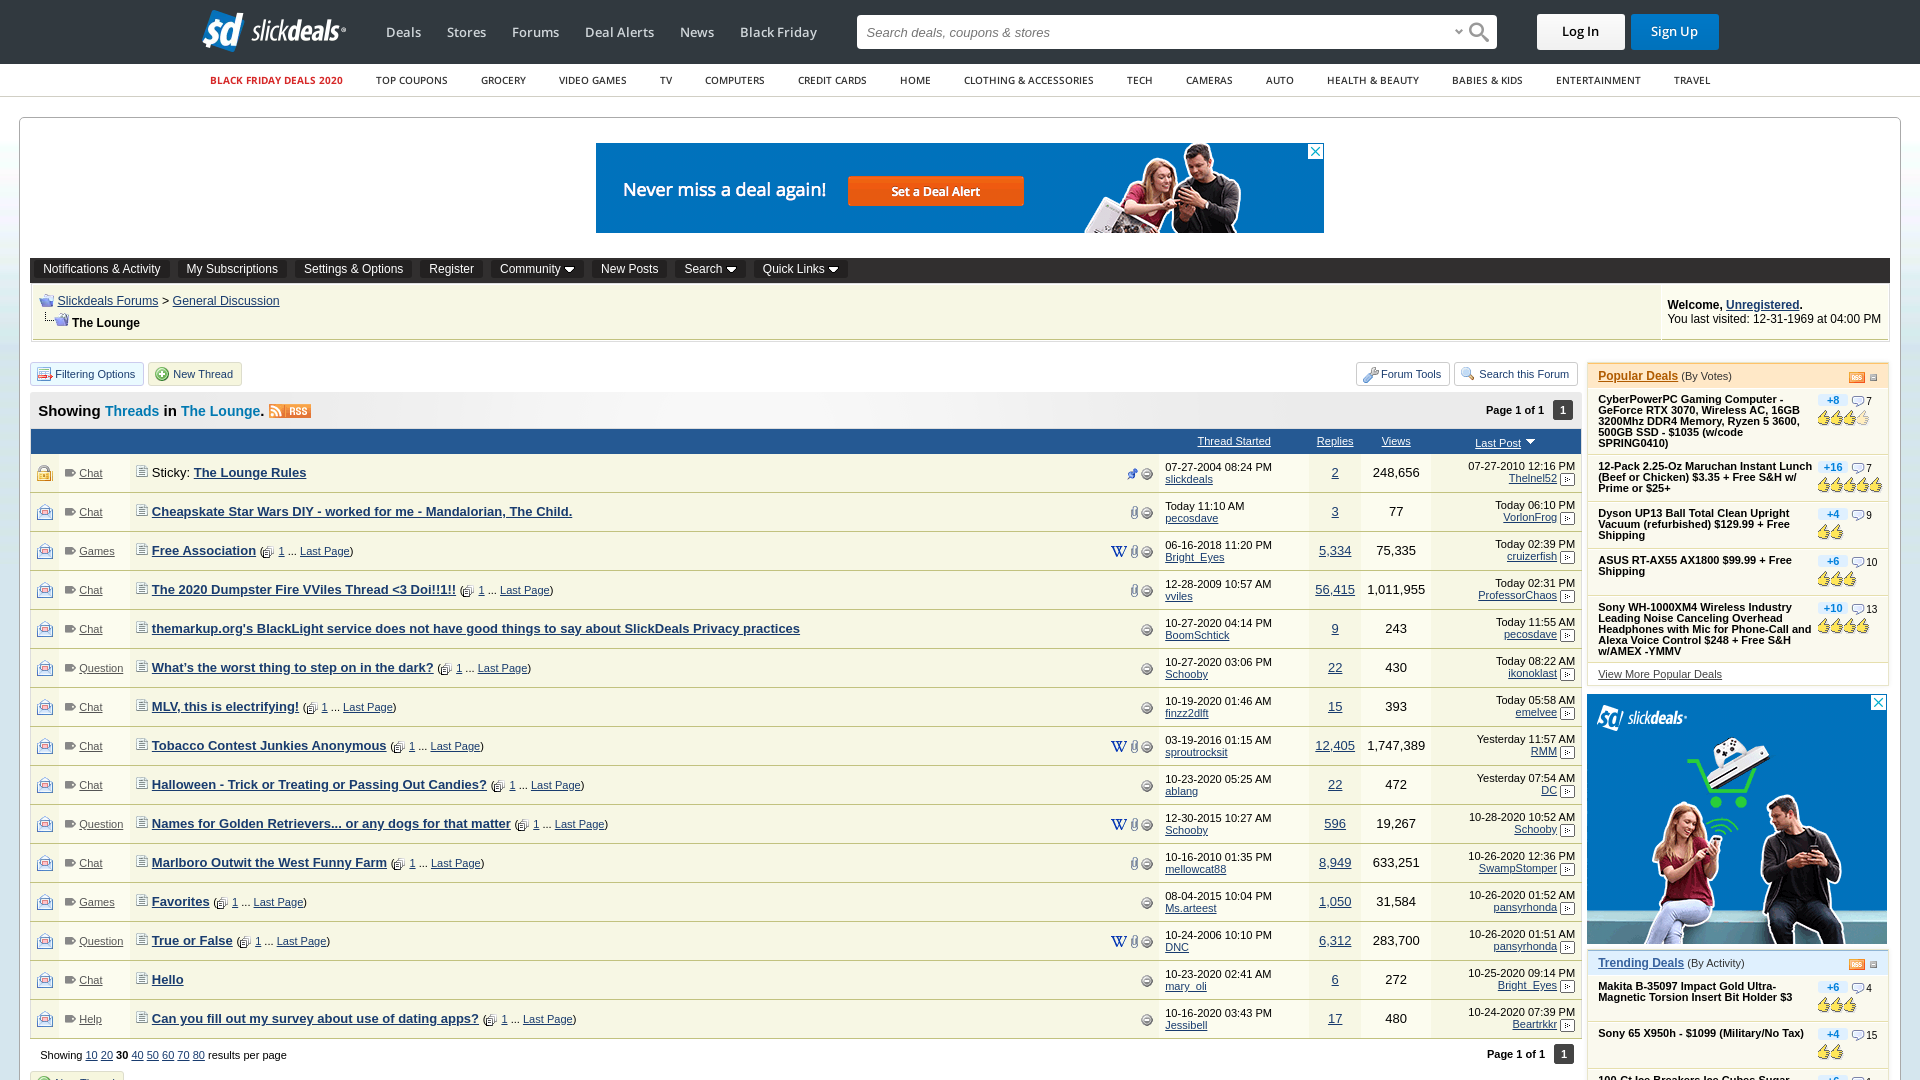 slickdeals
Deals Stores Forums Deal Alerts News Black Friday
Search deals, coupons & stores
Log In Sign Up
BLACK FRIDAY DEALS 2020 TOP COUPONS GROCERY VIDEO GAMES TV COMPUTERS CREDIT CARDS HOME CLOTHING & ACCESSORIES TECH CAMERAS AUTO HEALTH & BEAUTY BABIES & KIDS ENTERTAINMENT TRAVEL
Never miss a deal again! Set a Deal Alert
Notifications & Activity My Subscriptions Settings & Options Register Community New Posts Search Quick Links
Slickdeals Forums > General Discussion
The Lounge
Welcome, Unregistered.
You last visited: 12-31-1969 at 04:00 PM
Filtering Options New Thread Forum Tools Search this Forum
Showing Threads in The Lounge. RSS Page 1 of 1 1
Thread Started Replies Views Last Post
Chat Sticky: The Lounge Rules 07-27-2004 08:24 PM slickdeals 2 248,656 07-27-2010 12:16 PM Thelnel52
Chat Cheapskate Star Wars DIY - worked for me - Mandalorian, The Child. Today 11:10 AM pecosdave 3 77 Today 06:10 PM VorlonFrog
Games Free Association ( 1 ... Last Page) W 06-16-2018 11:20 PM Bright_Eyes 5,334 75,335 Today 02:39 PM cruizerfish
Chat The 2020 Dumpster Fire VViles Thread <3 Doi!!1!! ( 1 ... Last Page) 12-28-2009 10:57 AM vviles 56,415 1,011,955 Today 02:31 PM ProfessorChaos
Chat themarkup.org's BlackLight service does not have good things to say about SlickDeals Privacy practices 10-27-2020 04:14 PM BoomSchtick 9 243 Today 11:55 AM pecosdave
Question What’s the worst thing to step on in the dark? ( 1 ... Last Page) 10-27-2020 03:06 PM Schooby 22 430 Today 08:22 AM ikonoklast
Chat MLV, this is electrifying! ( 1 ... Last Page) 10-19-2020 01:46 AM finzz2dlft 15 393 Today 05:58 AM emelvee
Chat Tobacco Contest Junkies Anonymous ( 1 ... Last Page) W 03-19-2016 01:15 AM sproutrocksit 12,405 1,747,389 Yesterday 11:57 AM RMM
Chat Halloween - Trick or Treating or Passing Out Candies? ( 1 ... Last Page) 10-23-2020 05:25 AM ablang 22 472 Yesterday 07:54 AM DC
Question Names for Golden Retrievers... or any dogs for that matter ( 1 ... Last Page) W 12-30-2015 10:27 AM Schooby 596 19,267 10-28-2020 10:52 AM Schooby
Chat Marlboro Outwit the West Funny Farm ( 1 ... Last Page) 10-16-2010 01:35 PM mellowcat88 8,949 633,251 10-26-2020 12:36 PM SwampStomper
Games Favorites ( 1 ... Last Page) 08-04-2015 10:04 PM Ms.arteest 1,050 31,584 10-26-2020 01:52 AM pansyrhonda
Question True or False ( 1 ... Last Page) W 10-24-2006 10:10 PM DNC 6,312 283,700 10-26-2020 01:51 AM pansyrhonda
Chat Hello 10-23-2020 02:41 AM mary_oli 6 272 10-25-2020 09:14 PM Bright_Eyes
Help Can you fill out my survey about use of dating apps? ( 1 ... Last Page) 10-16-2020 03:43 PM Jessibell 17 480 10-24-2020 07:39 PM Beartrkkr
Showing 10 20 30 40 50 60 70 80 results per page Page 1 of 1 1
Popular Deals (By Votes)
CyberPowerPC Gaming Computer - GeForce RTX 3070, Wireless AC, 16GB 3200Mhz DDR4 Memory, Ryzen 5 3600, 500GB SSD - $1035 (w/code SPRING0410) +8 7
12-Pack 2.25-Oz Maruchan Instant Lunch (Beef or Chicken) $3.35 + Free S&H w/ Prime or $25+ +16 7
Dyson UP13 Ball Total Clean Upright Vacuum (refurbished) $129.99 + Free Shipping +4 9
ASUS RT-AX55 AX1800 $99.99 + Free Shipping +6 10
Sony WH-1000XM4 Wireless Industry Leading Noise Canceling Overhead Headphones with Mic for Phone-Call and Alexa Voice Control $248 + Free S&H w/AMEX -YMMV +10 13
View More Popular Deals
slickdeals
Trending Deals (By Activity)
Makita B-35097 Impact Gold Ultra-Magnetic Torsion Insert Bit Holder $3 +6 4
Sony 65 X950h - $1099 (Military/No Tax) +4 15